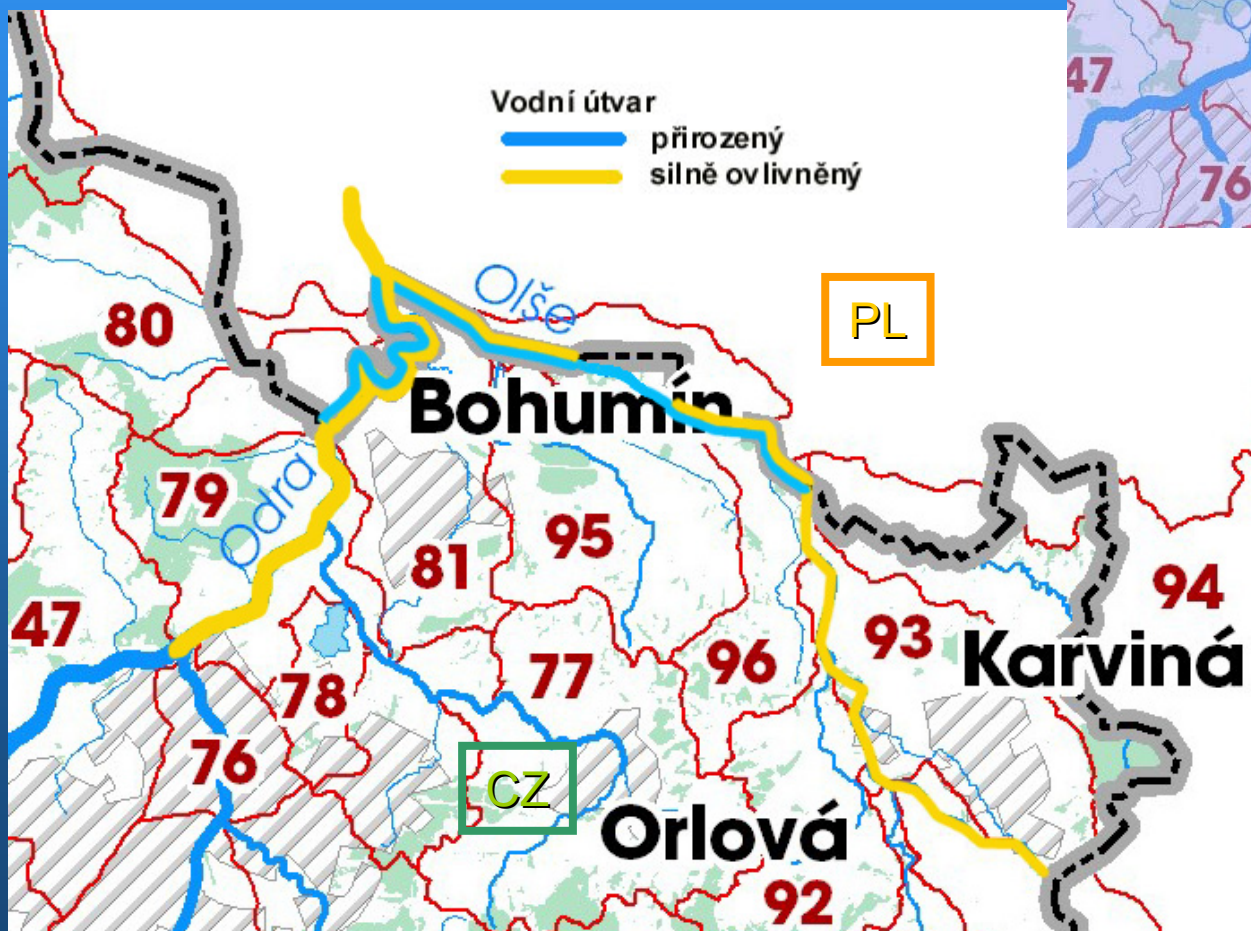 47
76
Vodní útvar
přirozený
silně ovlivněný
Olše
PL
80
Bohumín
79
Odra
81
95
94
47
93
96
Karviná
77
78
76
CZ
Orlová
92